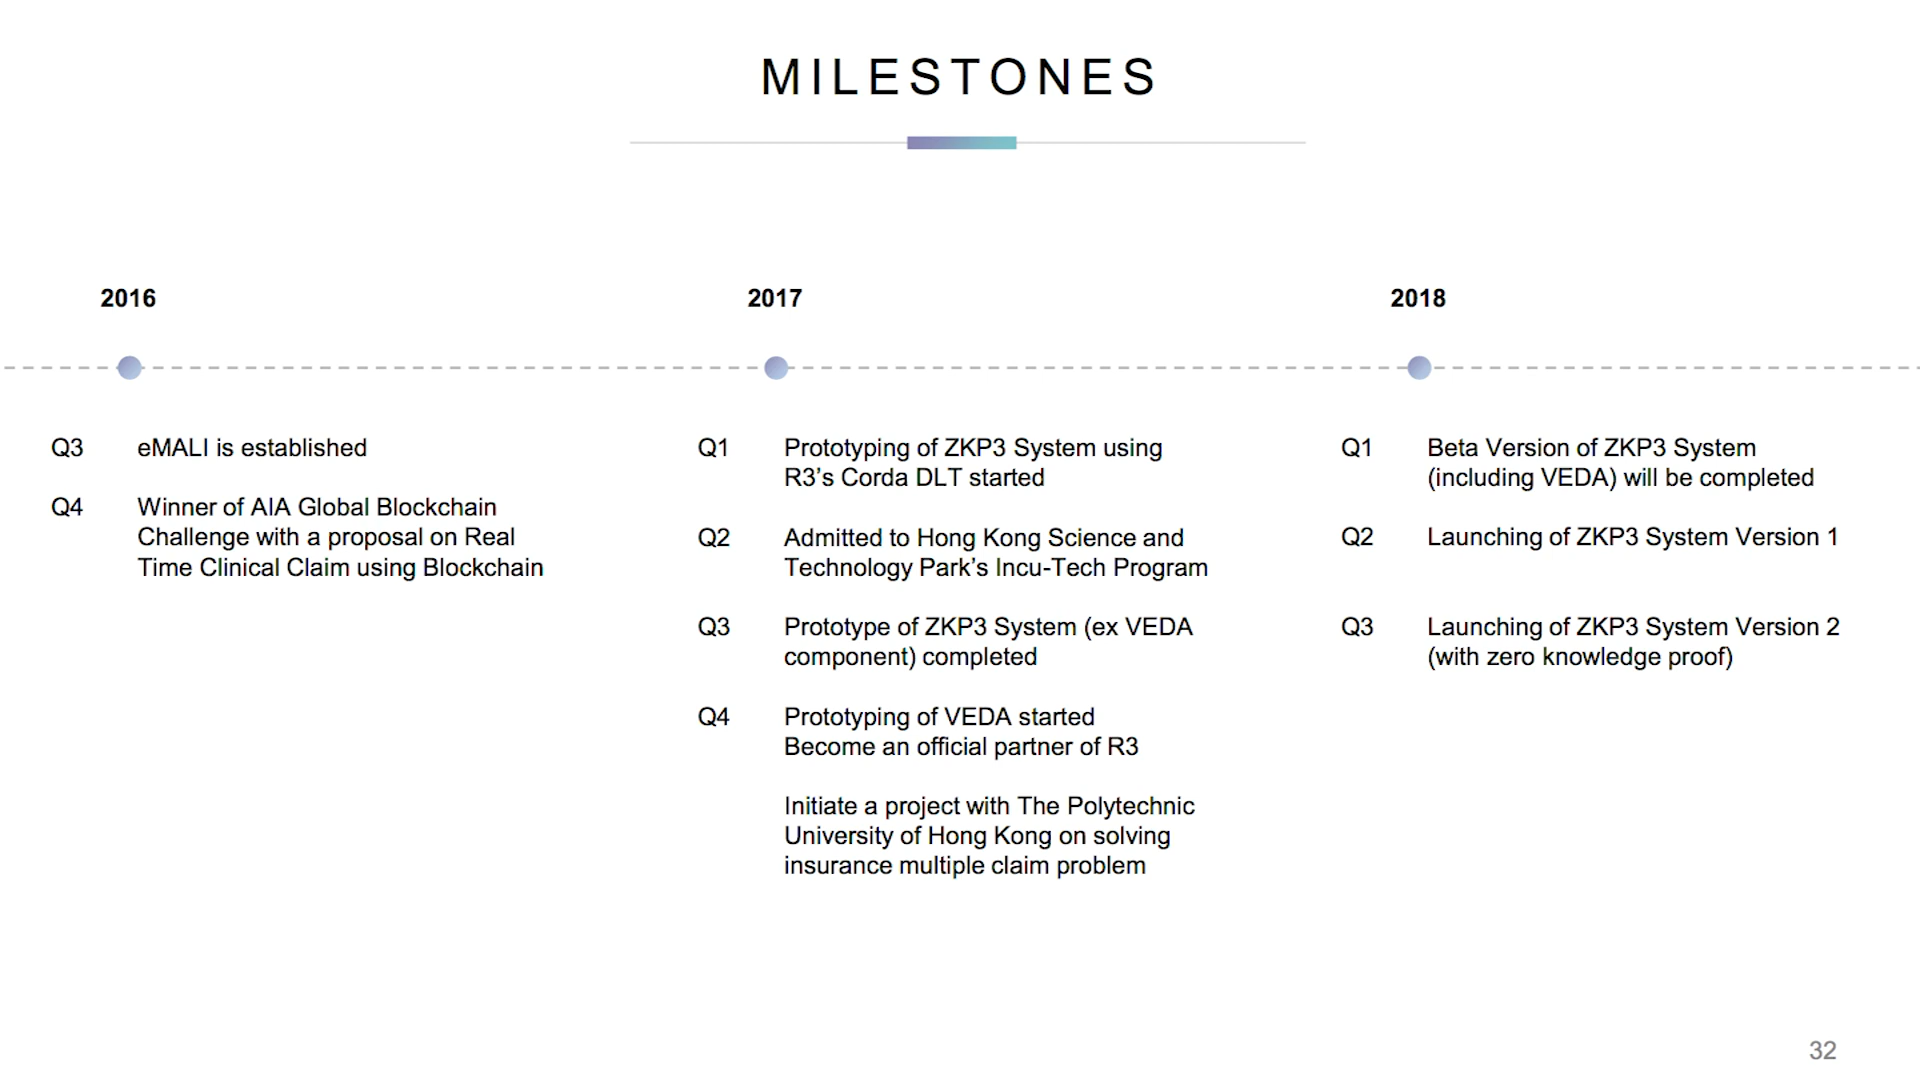 MILESTONES
2016
2017
2018
Q3 eMALI is established
Q4 Winner of AIA Global Blockchain
Challenge with a proposal on Real
Time Clinical Claim using Blockchain
Q1 Prototyping of ZKP3 System using
R3’s Corda DLT started
Q2 Admitted to Hong Kong Science and
Technology Park’s Incu-Tech Program
Q3 Prototype of ZKP3 System (ex VEDA
component) completed
Q4 Prototyping of VEDA started
Become an official partner of R3
Initiate a project with The Polytechnic
University of Hong Kong on solving
insurance multiple claim problem
Q1 Beta Version of ZKP3 System
(including VEDA) will be completed
Q2 Launching of ZKP3 System Version 1
Q3 Launching of ZKP3 System Version 2
(with zero knowledge proof)
32